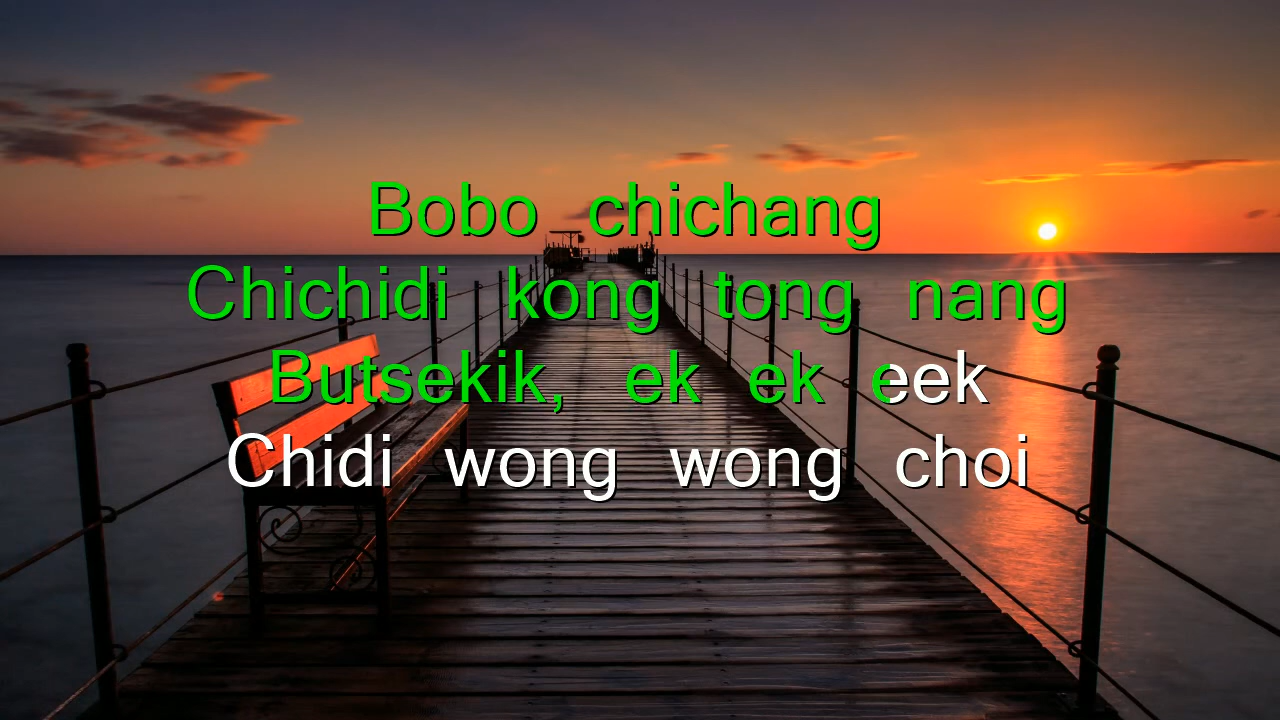 Bobo chichang
Chichidi kong tong nang
Butsekik, ek ek eek
Chidi wong wong choi